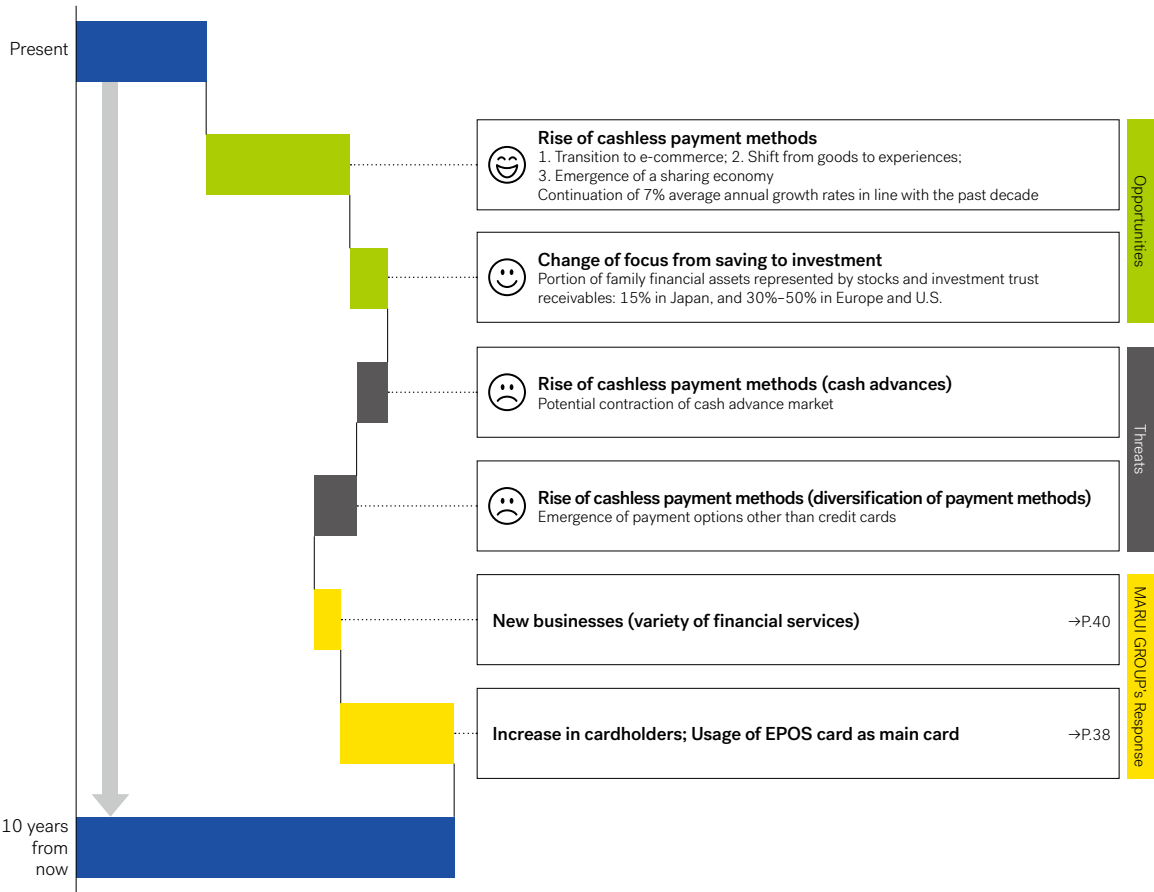 Present
Rise of cashless payment methods
1. Transition to e-commerce; 2. Shift from goods to experiences;
3. Emergence of a sharing economy
Continuation of 7% average annual growth rates in line with the past decade
Change of focus from saving to investment
Portion of family financial assets represented by stocks and investment trust
receivables: 15% in Japan, and 30%–50% in Europe and U.S.
Opportunities
Rise of cashless payment methods (cash advances)
Potential contraction of cash advance market
Rise of cashless payment methods (diversification of payment methods)
Emergence of payment options other than credit cards
Threats
New businesses (variety of financial services)
→P.40
Increase in cardholders; Usage of EPOS card as main card
→P.38
MARUI GROUP's Response
10 years
from
now